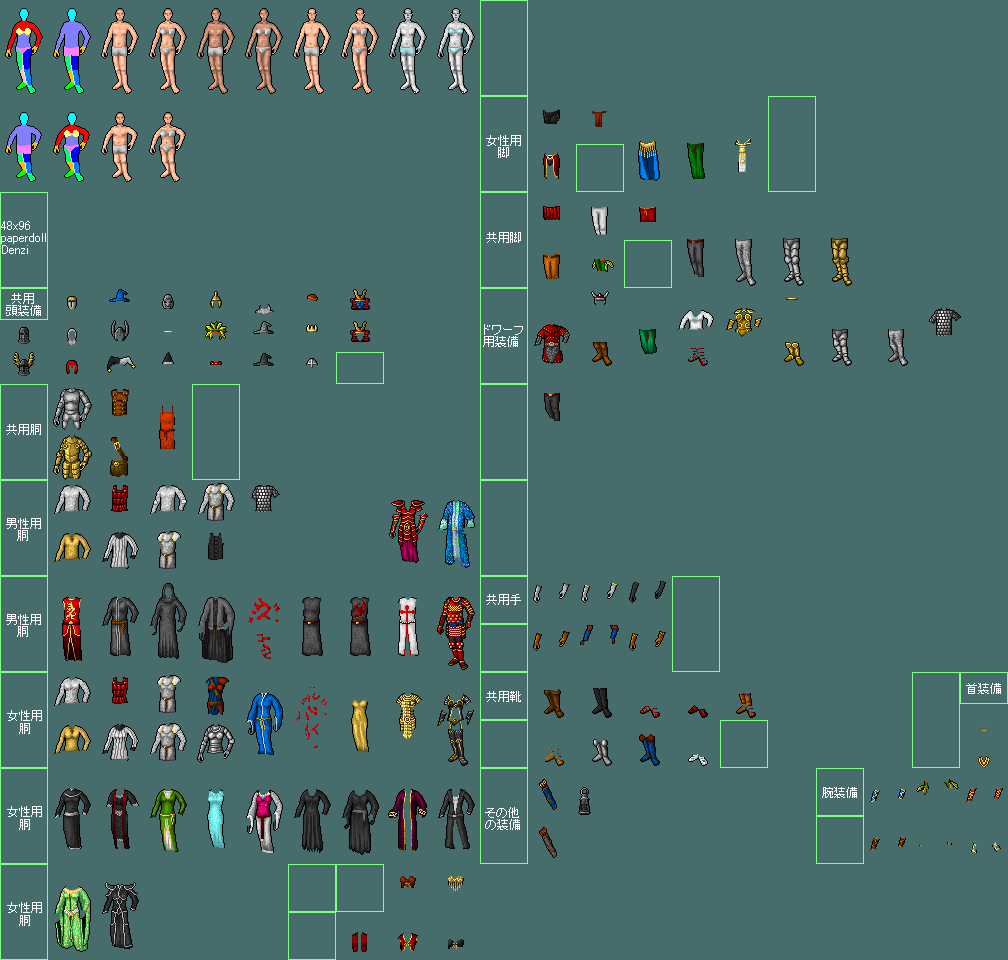 女性用
脚
48x96
paperdoll
Denzi
共用脚
共用
頭装備
ドワーフ
用装備
共用胴
男性用
胴
男性用
胴
共用手
女性用
胴
共用靴
首装備
女性用
胴
その他
の装備
腕装備
女性用
胴